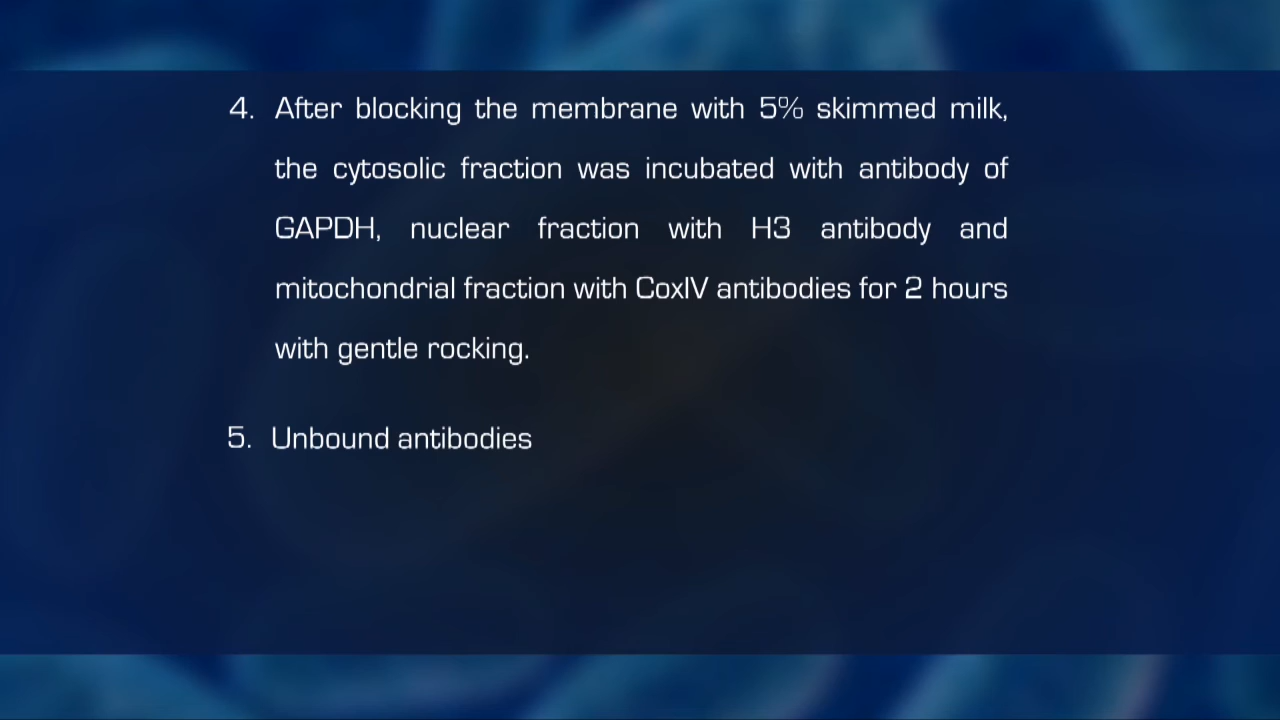 4. After blocking the membrane with 5% skimmed milk,
the cytosolic fraction was incubated with antibody of
GAPDH, nuclear fraction with H3 antibody and
mitochondrial fraction with CoxIV antibodies for 2 hours
with gentle rocking.
5. Unbound antibodies